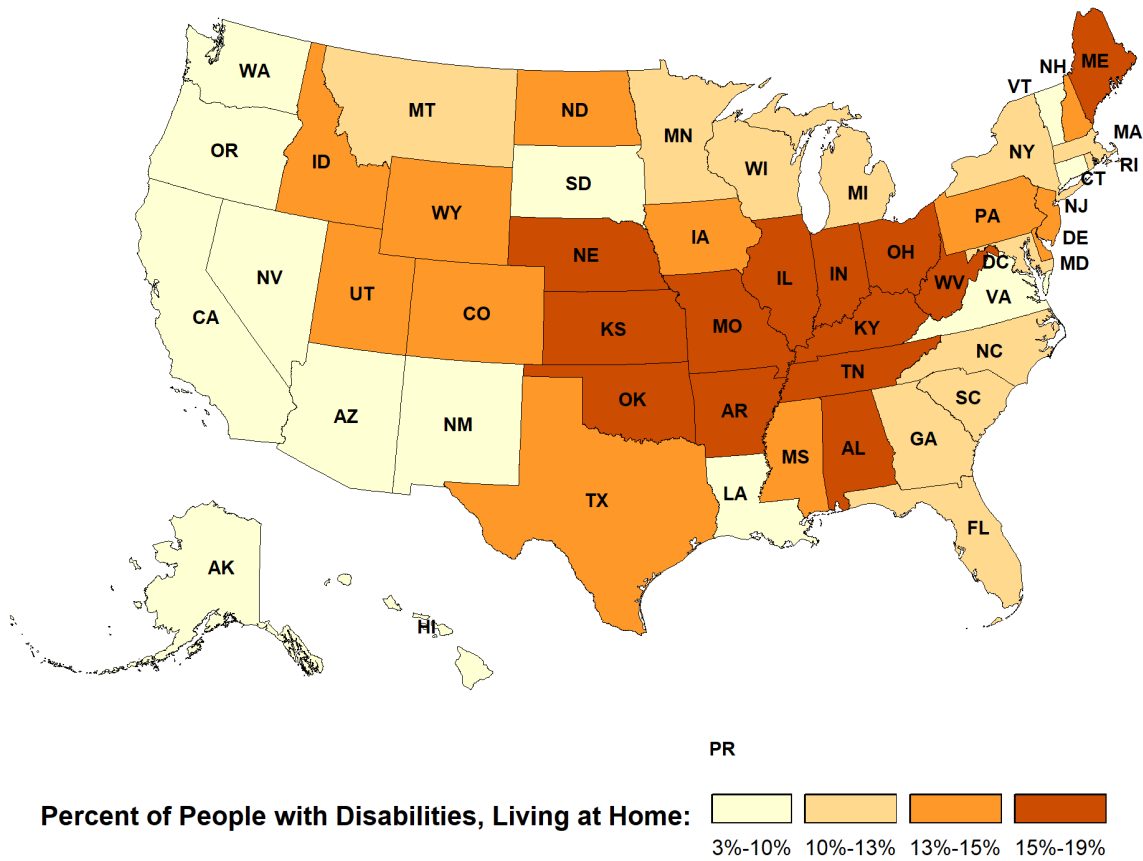 ME
NH
VT
WA
MT
ND
MN
MA
OR
ID
SD
WI
MI
NY
RI
CT
WY
NJ
PA
IA
DE
NE
OH
DC
MD
NV
UT
CO
IL
IN
WV
VA
CA
KS
MO
KY
NC
TN
OK
AR
SC
AZ
NM
GA
MS
AL
LA
TX
FL
AK
HI
PR
Percent of People with Disabilities, Living at Home:
3%-10% 10%-13% 13%-15% 15%-19%